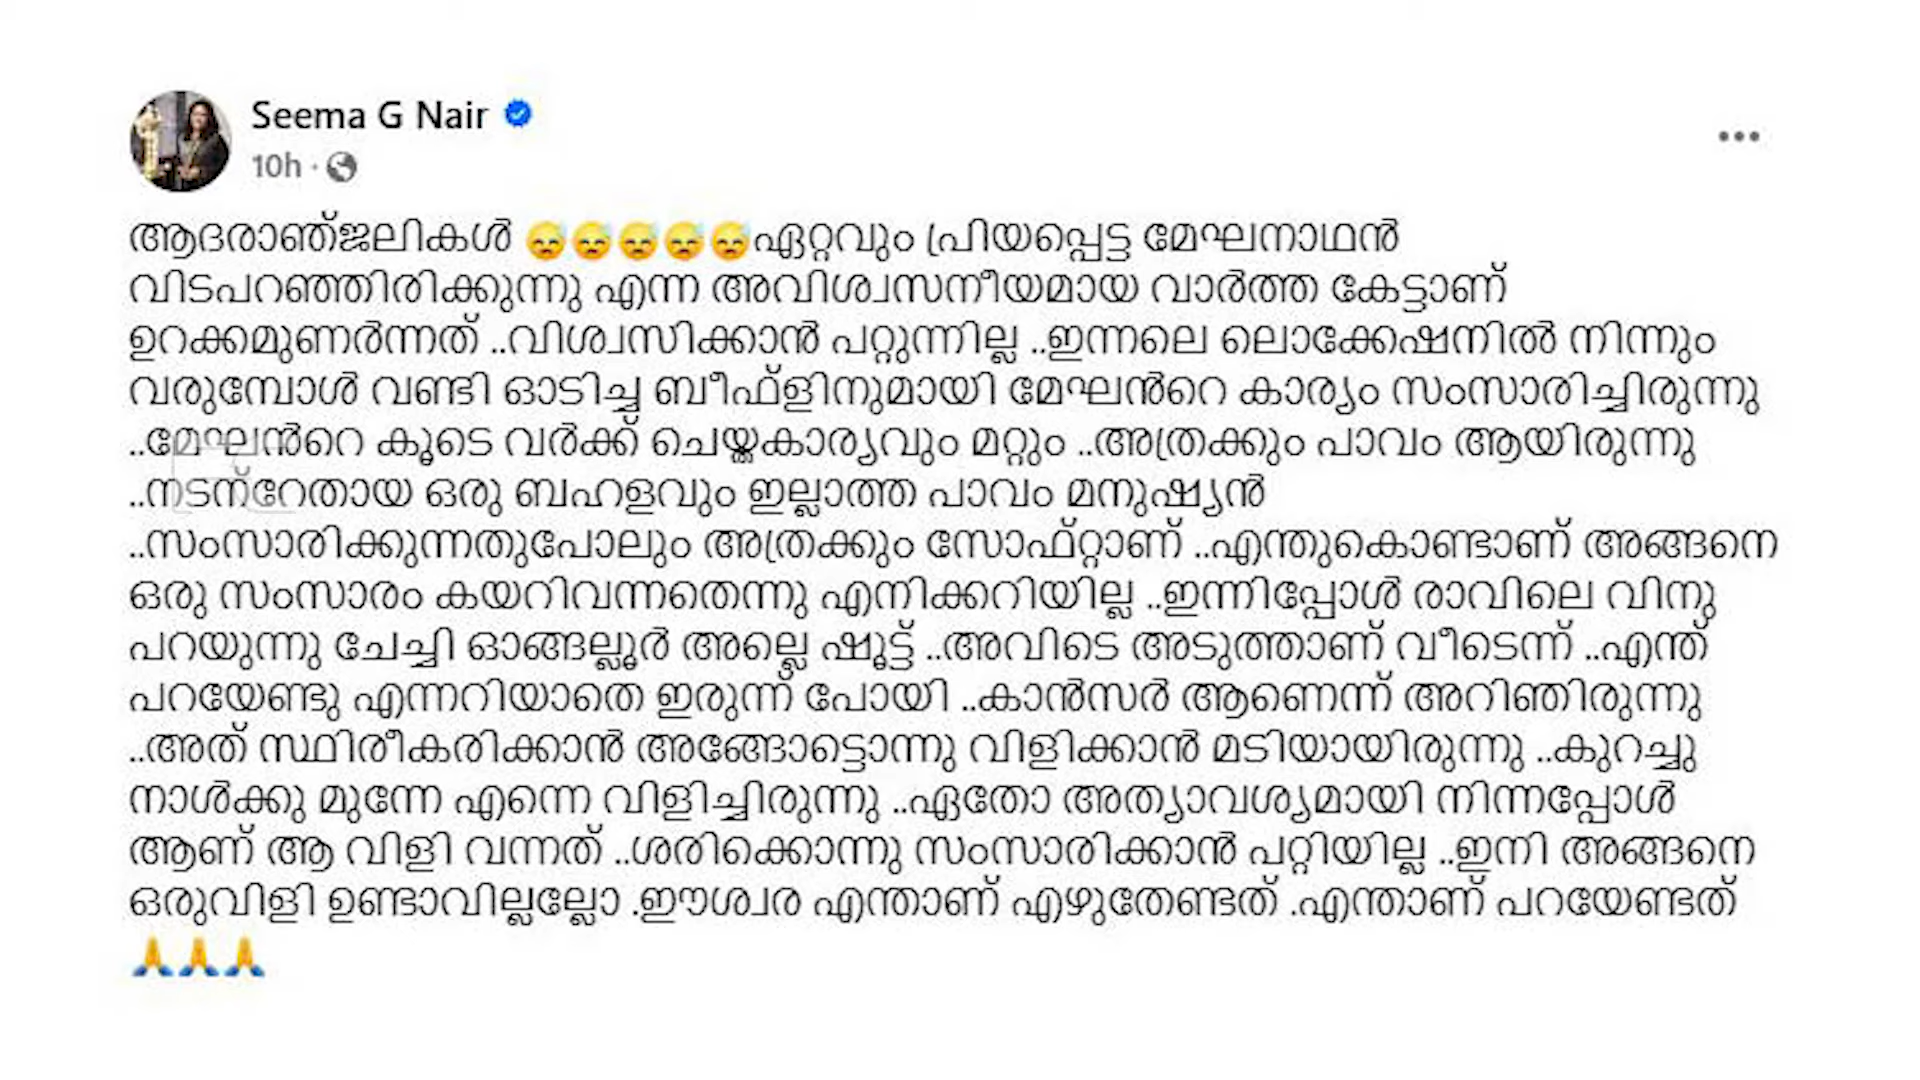 Seema G Nair
10h ·
ആദരാഞ്ജലികൾ 😅😅😅😅😅ഏറ്റവും പ്രിയപ്പെട്ട മേഘനാഥൻ
വിടപറഞ്ഞിരിക്കുന്നു എന്ന അവിശ്വസനീയമായ വാർത്ത കേട്ടാണ്
ഉറക്കമുണർന്നത് ..വിശ്വസിക്കാൻ പറ്റുന്നില്ല ..ഇന്നലെ ലൊക്കേഷനിൽ നിന്നും
വരുമ്പോൾ വണ്ടി ഓടിച്ച ബീഫ്ളിനുമായി മേഘൻറെ കാര്യം സംസാരിച്ചിരുന്നു
..മേഘൻറെ കൂടെ വർക്ക് ചെയ്തകാര്യവും മറ്റും ..അത്രക്കും പാവം ആയിരുന്നു
..നടന്റേതായ ഒരു ബഹളവും ഇല്ലാത്ത പാവം മനുഷ്യൻ
..സംസാരിക്കുന്നതുപോലും അത്രക്കും സോഫ്റ്റാണ് ..എന്തുകൊണ്ടാണ് അങ്ങനെ
ഒരു സംസാരം കയറിവന്നതെന്നു എനിക്കറിയില്ല ..ഇന്നിപ്പോൾ രാവിലെ വിനു
പറയുന്നു ചേച്ചി ഓങ്ങല്ലൂർ അല്ലെ ഷൂട്ട് ..അവിടെ അടുത്താണ് വീടെന്ന് ..എന്ത്
പറയേണ്ടു എന്നറിയാതെ ഇരുന്ന് പോയി ..കാൻസർ ആണെന്ന് അറിഞിരുന്നു
..അത് സ്ഥിരീകരിക്കാൻ അങ്ങോട്ടൊന്നു വിളിക്കാൻ മടിയായിരുന്നു ..കുറച്ചു
നാൾക്കു മുന്നേ എന്നെ വിളിച്ചിരുന്നു ..ഏതോ അത്യാവശ്യമായി നിന്നപ്പോൾ
ആണ് ആ വിളി വന്നത് ..ശരിക്കൊന്നു സംസാരിക്കാൻ പറ്റിയില്ല ..ഇനി അങ്ങനെ
ഒരുവിളി ഉണ്ടാവില്ലല്ലോ .ഈശ്വര എന്താണ് എഴുതേണ്ടത് .എന്താണ് പറയേണ്ടത്
🙏🙏🙏